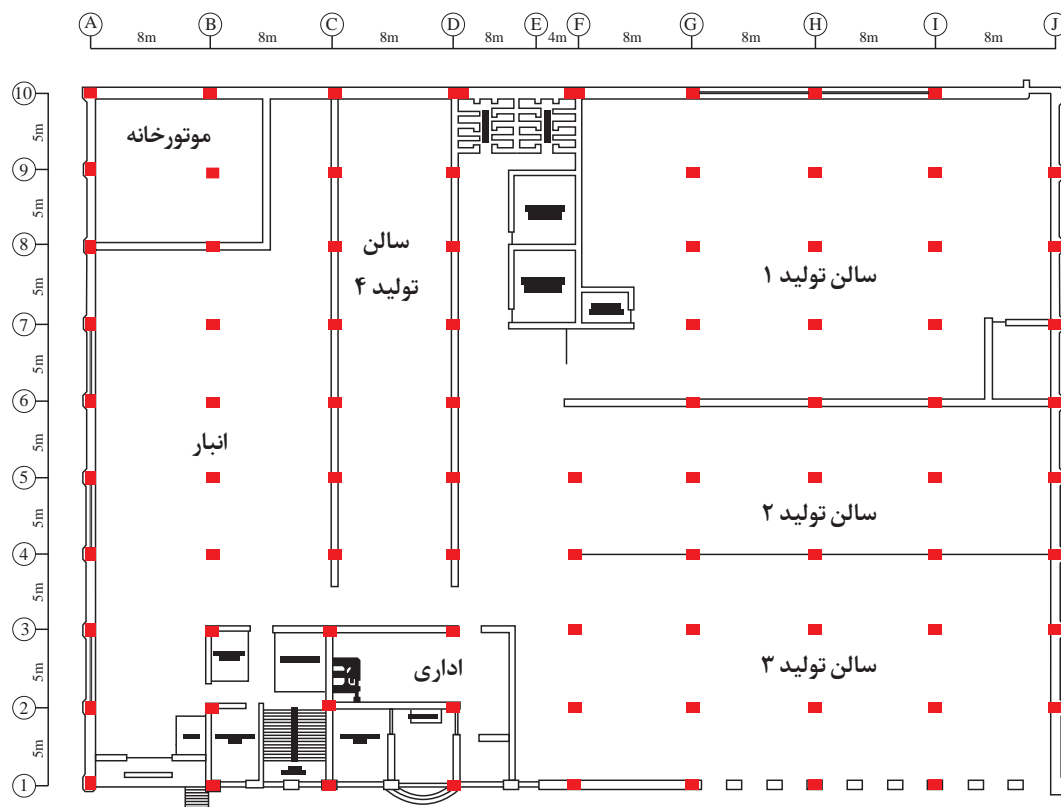 A B C D E F G H I J
8m 8m 8m 8m 4m 8m 8m 8m 8m
10
5m
9
5m
8
5m
7
5m
6
5m
5
5m
4
5m
3
5m
2
5m
1
موتورخانه
سالن
تولید ۴
سالن تولید ۱
انبار
سالن تولید ۲
سالن تولید ۳
اداری